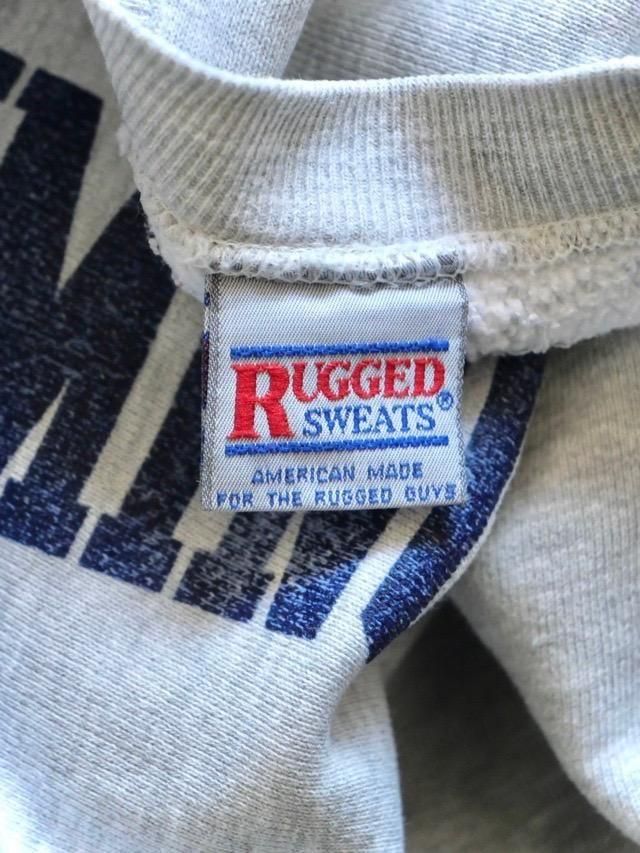 RUGGED
SWEATS®
AMERICAN MADE
FOR THE RUGGED GUYS